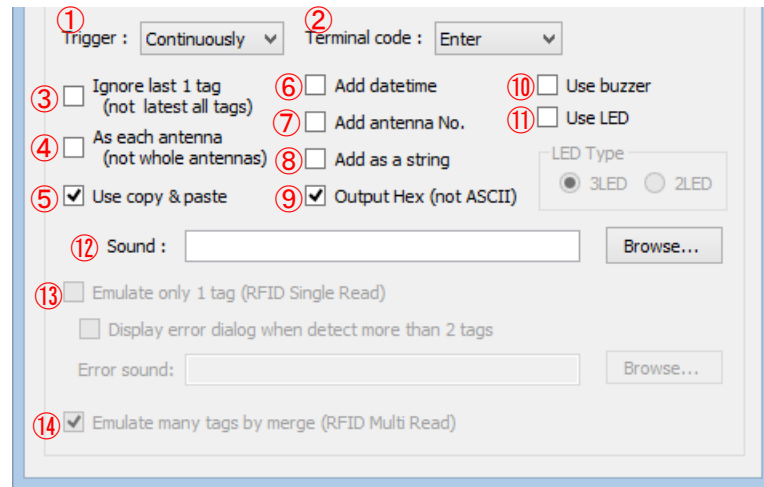 ① ②
Trigger : Continuously Terminal code : Enter
③ Ignore last 1 tag
(not latest all tags)
⑥ Add datetime
⑩ Use buzzer
⑦ Add antenna No.
⑪ Use LED
④ As each antenna
(not whole antennas)
⑧ Add as a string
LED Type
3LED 2LED
⑤ Use copy & paste
⑨ Output Hex (not ASCII)
⑫ Sound : Browse...
⑬ Emulate only 1 tag (RFID Single Read)
Display error dialog when detect more than 2 tags
Error sound: Browse...
⑭ Emulate many tags by merge (RFID Multi Read)